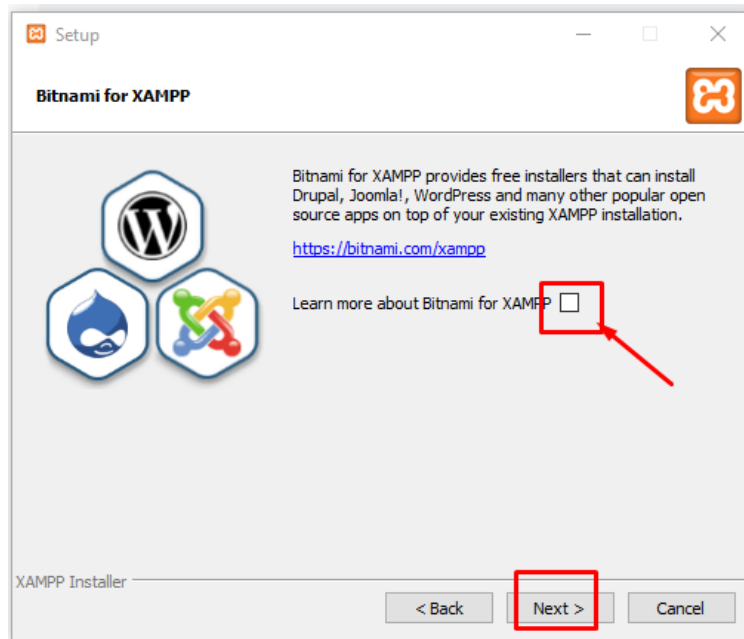 Setup
Bitnami for XAMPP
Bitnami for XAMPP provides free installers that can install
Drupal, Joomla!, WordPress and many other popular open
source apps on top of your existing XAMPP installation.
https://bitnami.com/xampp
Learn more about Bitnami for XAMPP
XAMPP Installer
< Back Next > Cancel